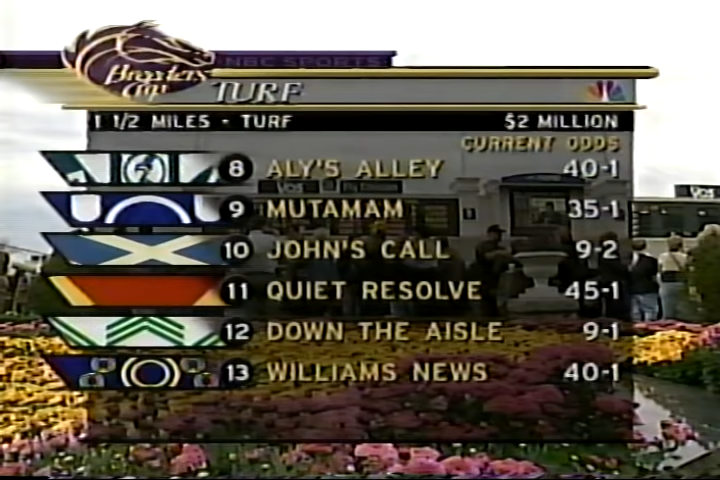 NBC SPORTS
Breeders' Cup
TURF
1 1/2 MILES - TURF $2 MILLION
CURRENT ODDS
8 ALY'S ALLEY 40-1
9 MUTAMAM 35-1
10 JOHN'S CALL 9-2
11 QUIET RESOLVE 45-1
12 DOWN THE AISLE 9-1
13 WILLIAMS NEWS 40-1